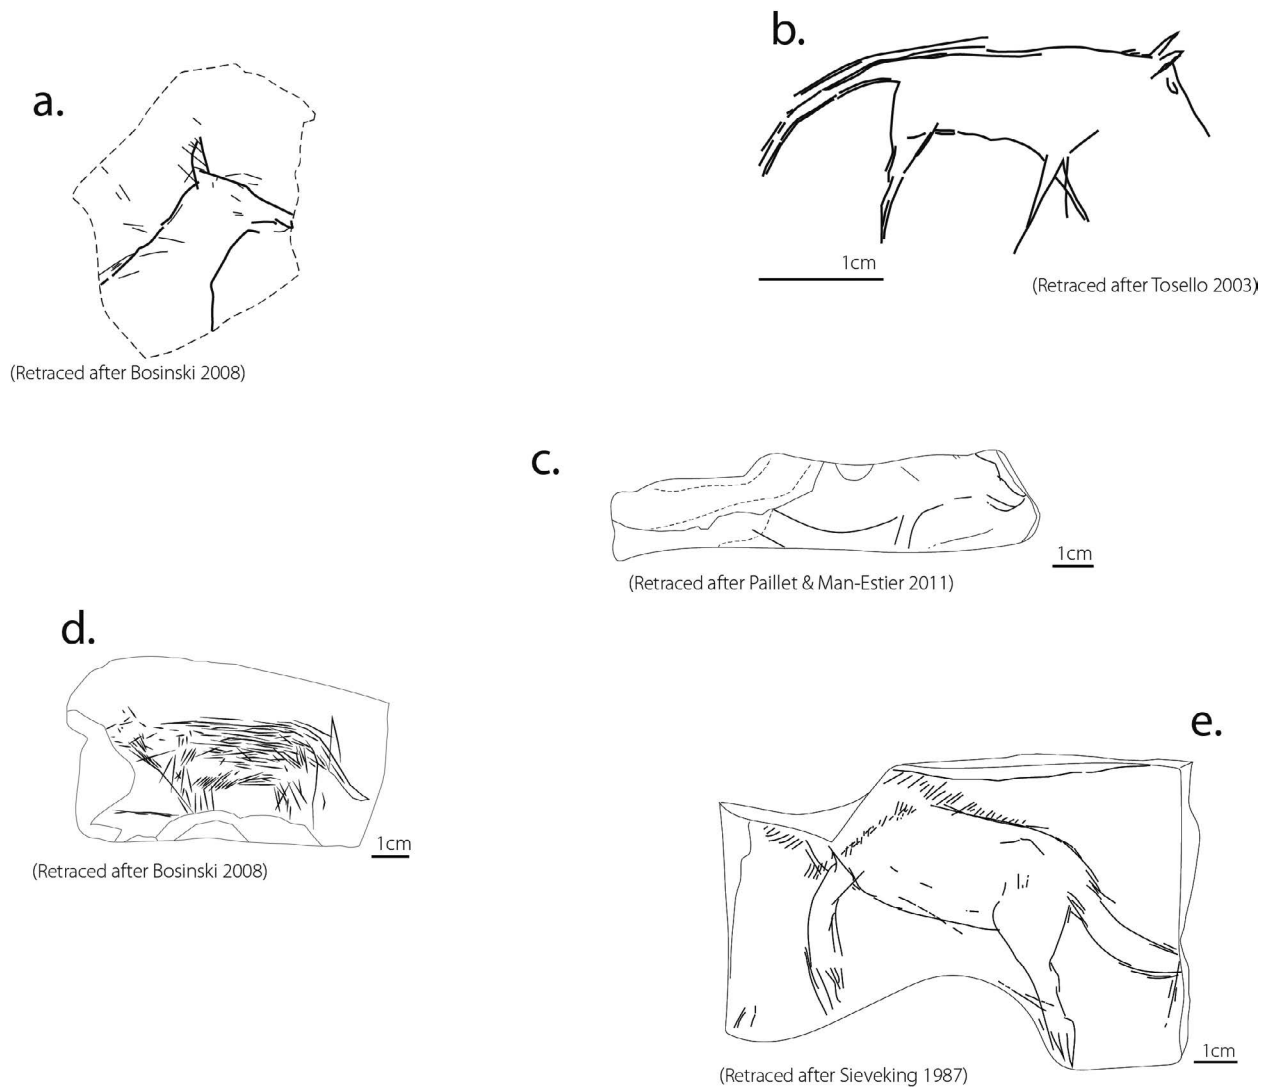 a.
b.
1cm
(Retraced after Tosello 2003)
(Retraced after Bosinski 2008)
c.
1cm
(Retraced after Paillet & Man-Estier 2011)
d.
1cm
(Retraced after Bosinski 2008)
e.
1cm
(Retraced after Sieveking 1987)